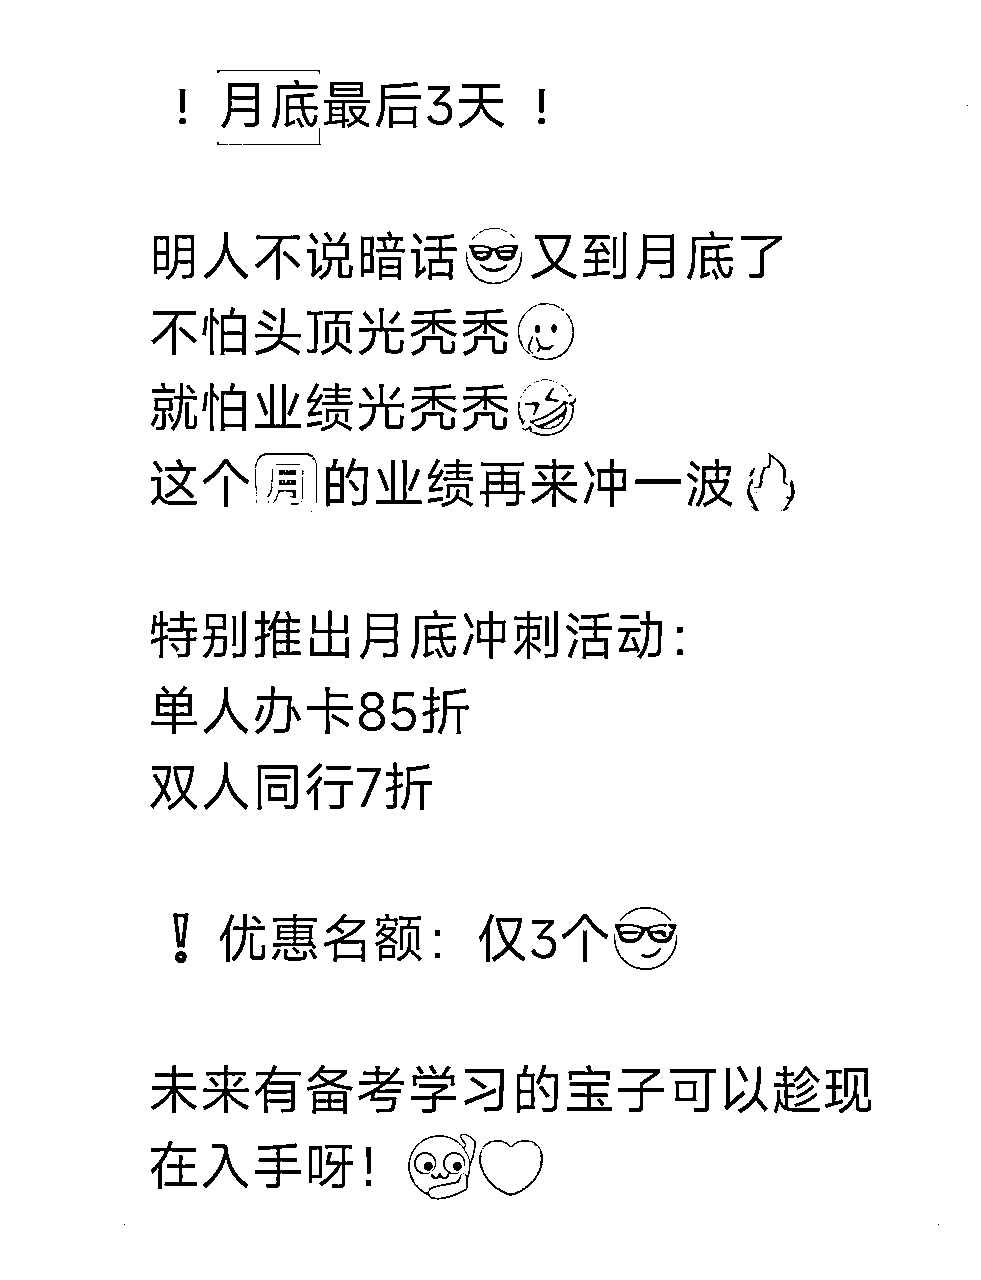 ！月底最后3天！
明人不说暗话😎又到月底了
不怕头顶光秃秃🥲
就怕业绩光秃秃🤣
这个🈷的业绩再来冲一波🔥
特别推出月底冲刺活动：
单人办卡85折
双人同行7折
❗优惠名额：仅3个😎
未来有备考学习的宝子可以趁现
在入手呀！🤔❤